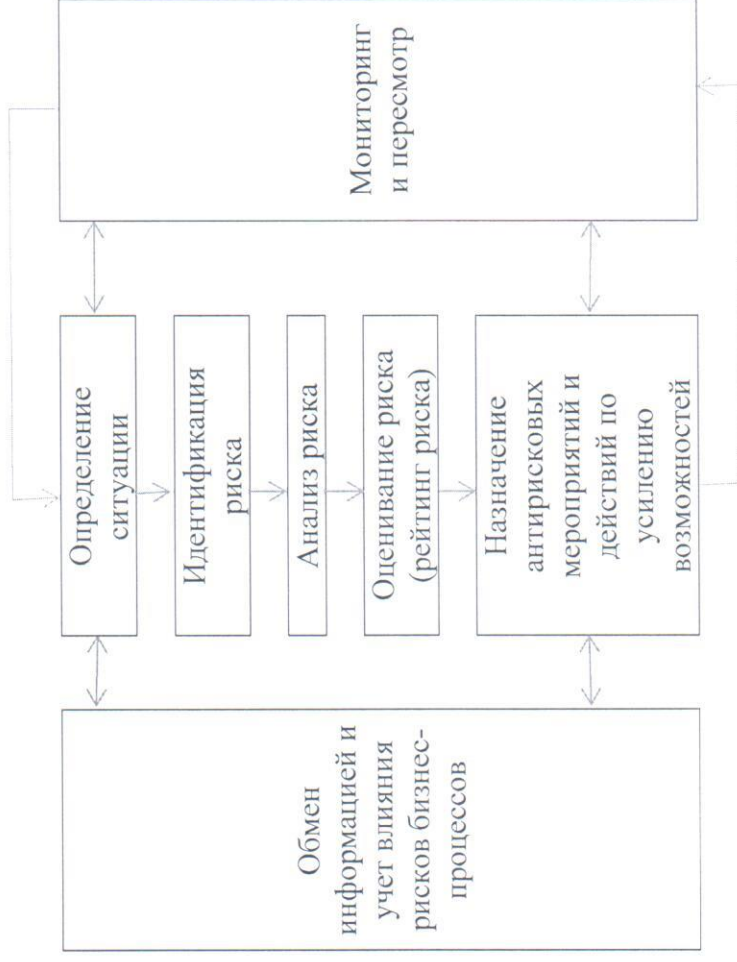 Обмен
информацией и
учет влияния
рисков бизнес-
процессов
Определение
ситуации
Идентификация
риска
Анализ риска
Оценивание риска
(рейтинг риска)
Назначение
антирисковых
мероприятий и
действий по
усилению
возможностей
Мониторинг
и пересмотр